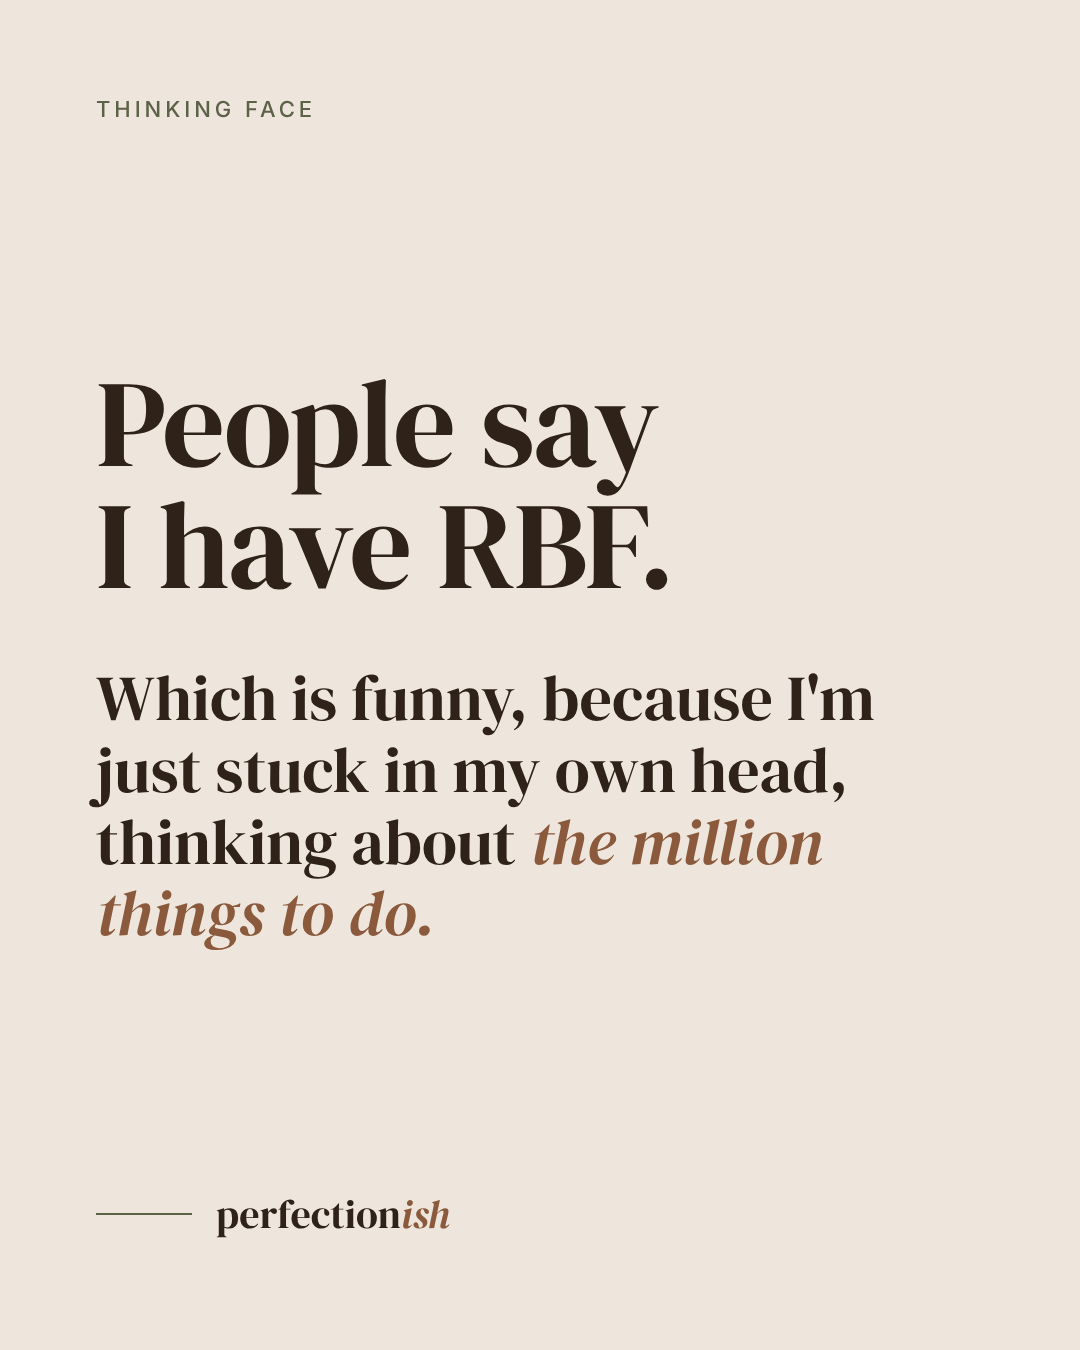 THINKING FACE
People say
I have RBF.
Which is funny, because I'm
just stuck in my own head,
thinking about the million
things to do.
perfectionish